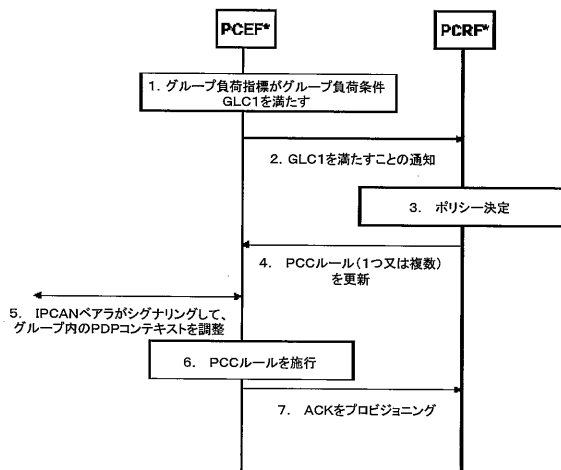 PCEF*
PCRF*
1. グループ負荷指標がグループ負荷条件
GLC1を満たす
2. GLC1を満たすことの通知
3. ポリシー決定
4. PCCルール（1つ又は複数）
を更新
5. IPCANベアラがシグナリングして、
グループ内のPDPコンテキストを調整
6. PCCルールを施行
7. ACKをプロビジョニング